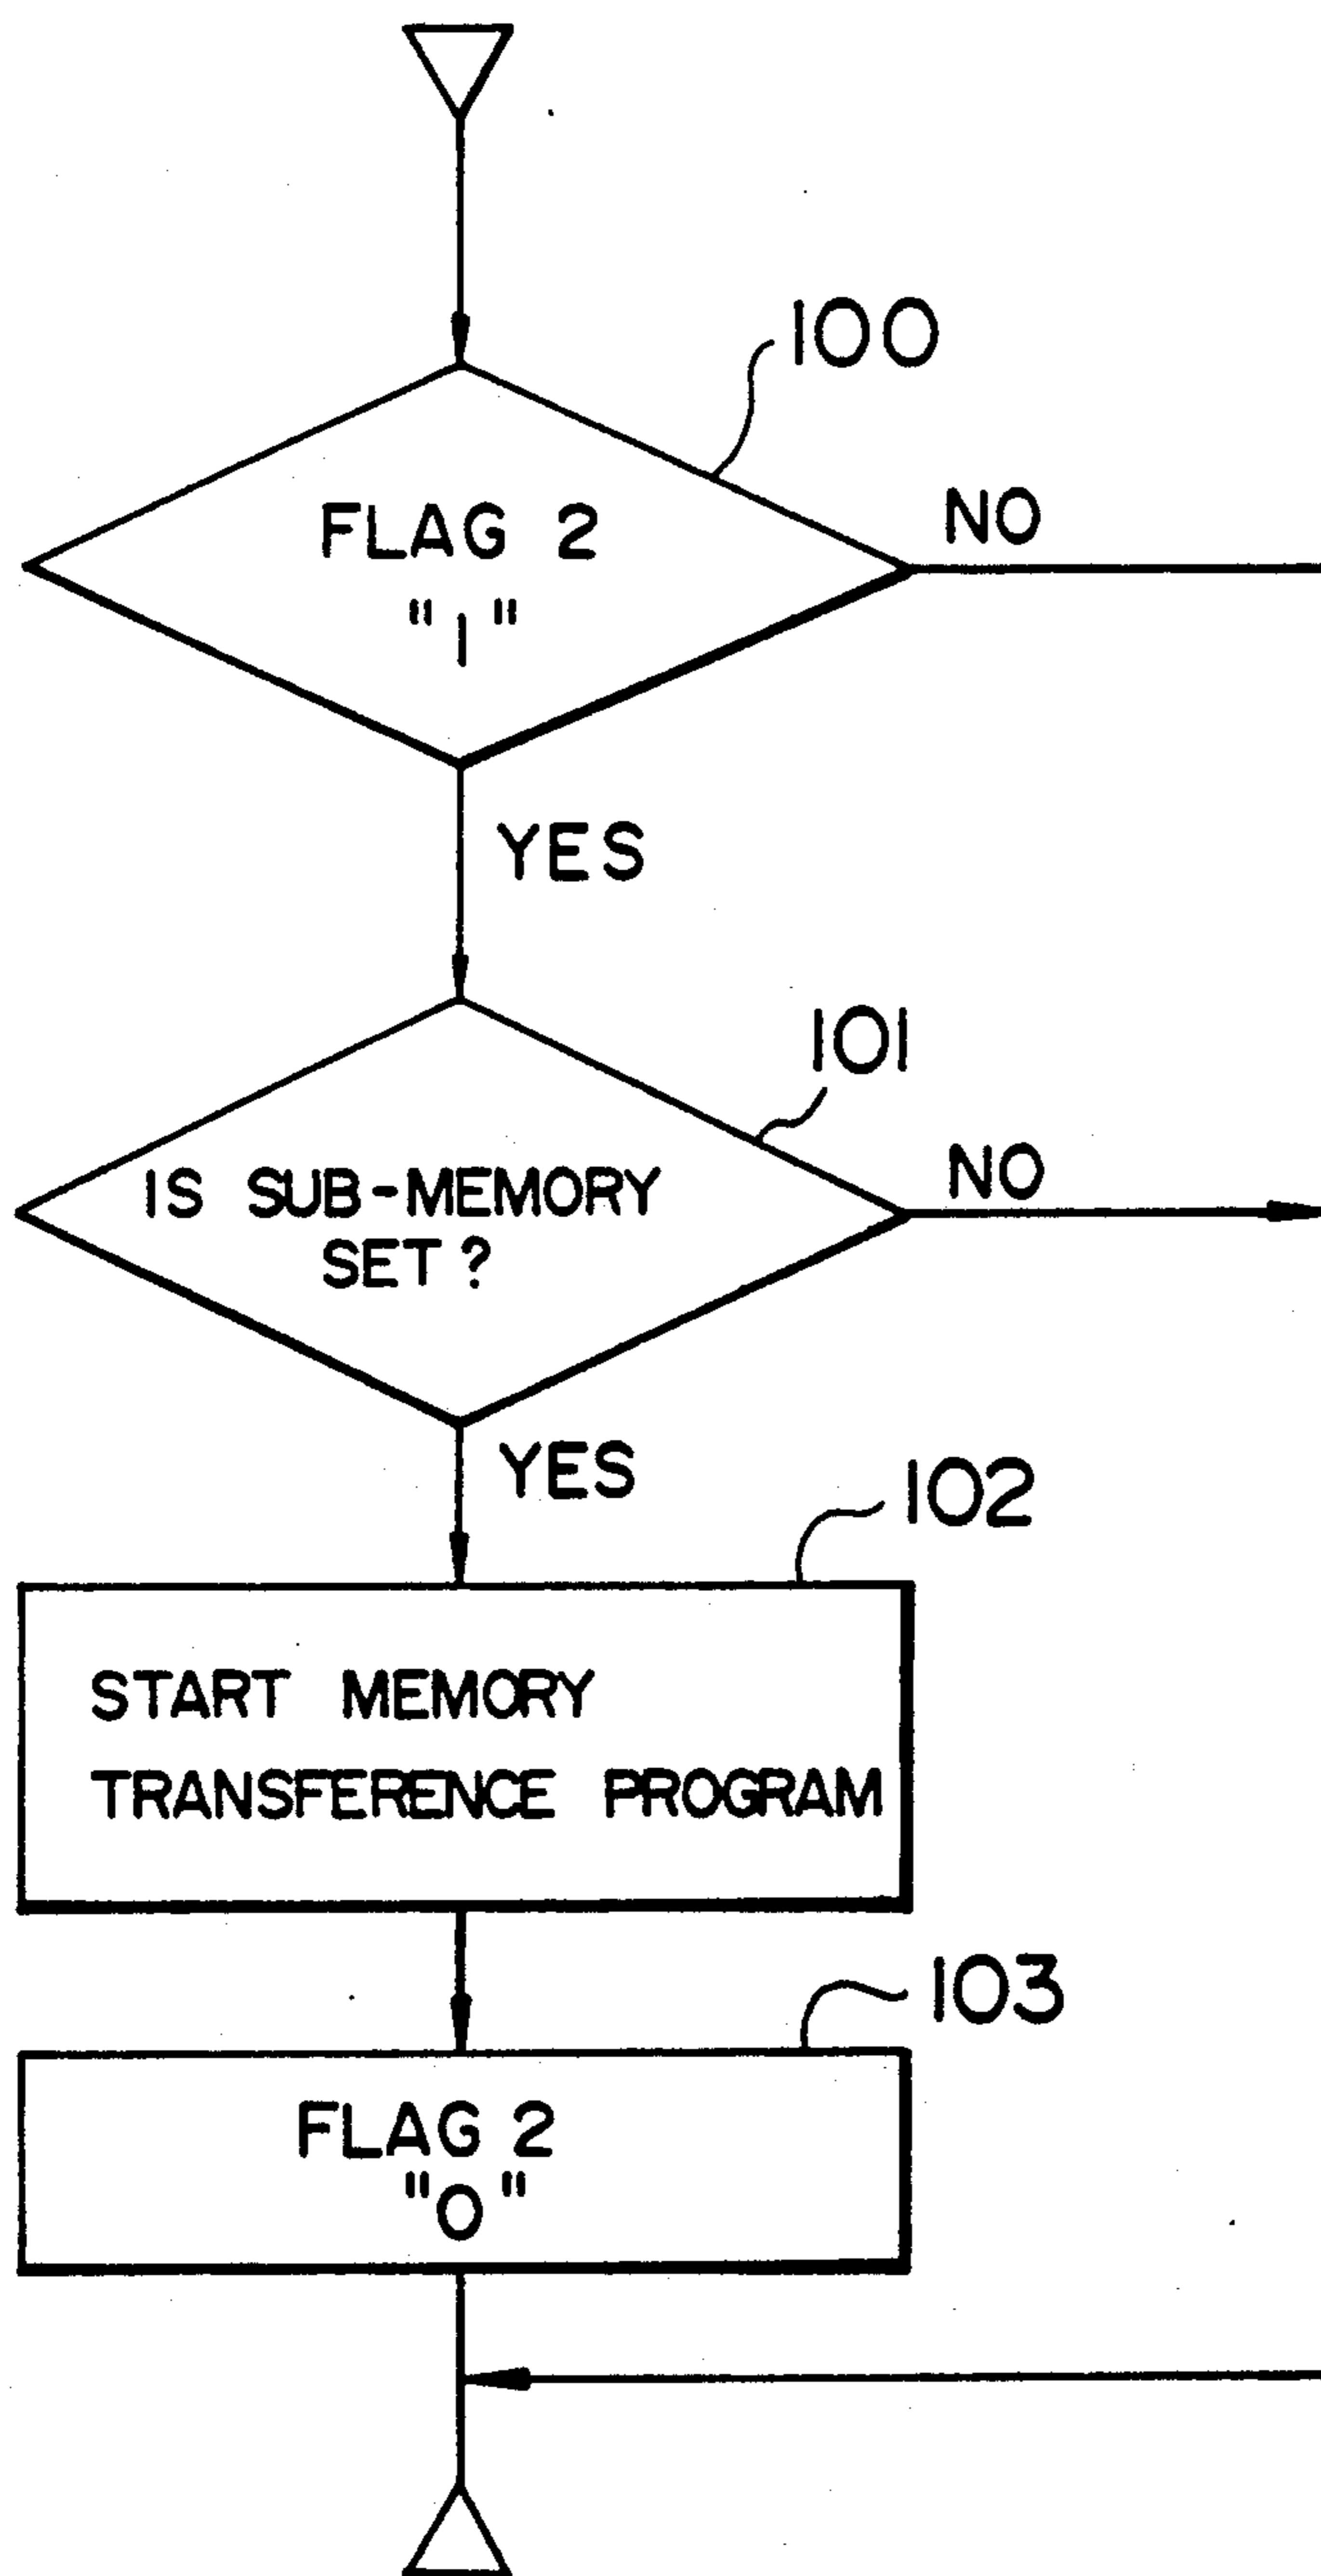 100
FLAG 2
"1"
NO
YES
101
IS SUB-MEMORY
SET?
NO
YES
102
START MEMORY
TRANSFERENCE PROGRAM
103
FLAG 2
"0"